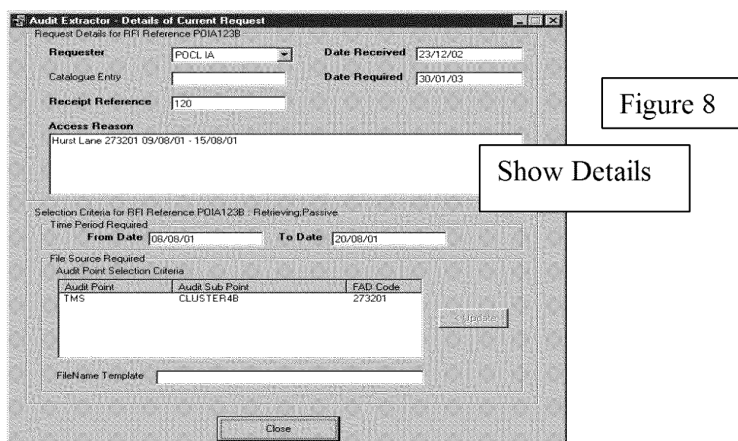 Audit Extractor - Details of Current Request
Request Details for RFI Reference POIA123B
Requester POCL IA Date Received 23/12/02
Catalogue Entry Date Required 30/01/03
Receipt Reference 120
Figure 8
Access Reason
Hurst Lane 273201 09/08/01 - 15/08/01
Show Details
Selection Criteria for RFI Reference POIA123B : Retrieving:Passive
Time Period Required
From Date 08/08/01 To Date 20/08/01
File Source Required
Audit Point Selection Criteria
Audit Point Audit Sub Point FAD Code
TMS CLUSTER4B 273201
Update
FileName Template
Close